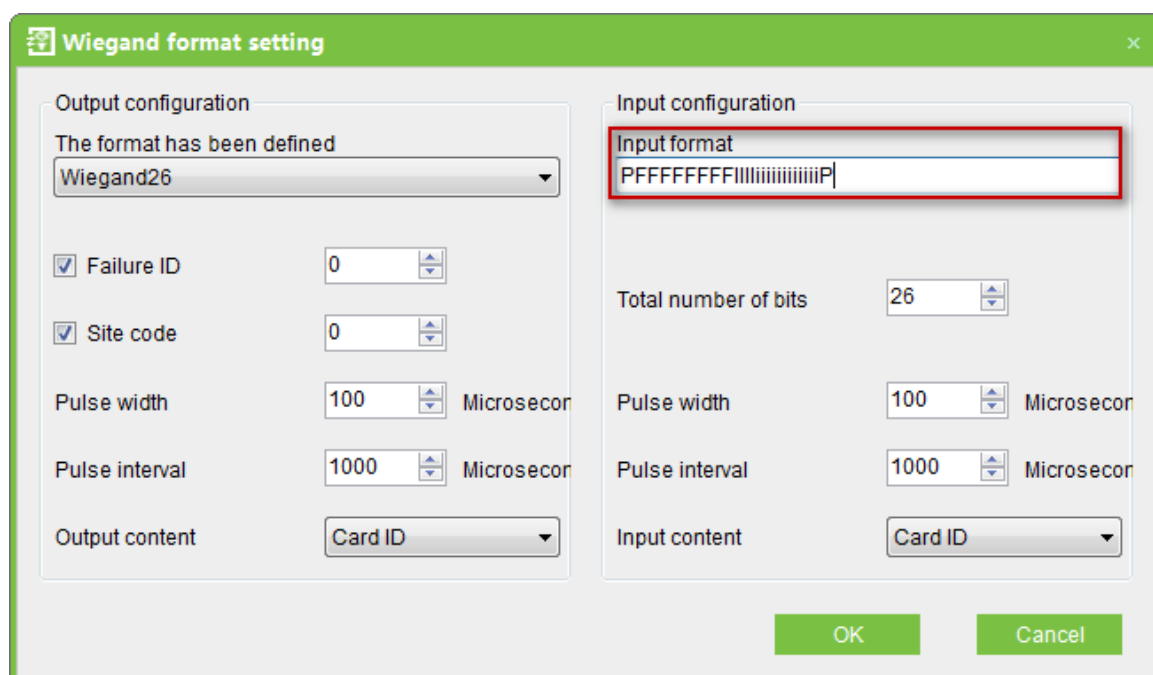 Wiegand format setting
Output configuration
The format has been defined
Wiegand26
Failure ID 0
Site code 0
Pulse width 100 Microsecon
Pulse interval 1000 Microsecon
Output content Card ID
Input configuration
Input format
PFFFFFFFFIIIIiiiiiiiiiiiiP
Total number of bits 26
Pulse width 100 Microsecon
Pulse interval 1000 Microsecon
Input content Card ID
OK Cancel